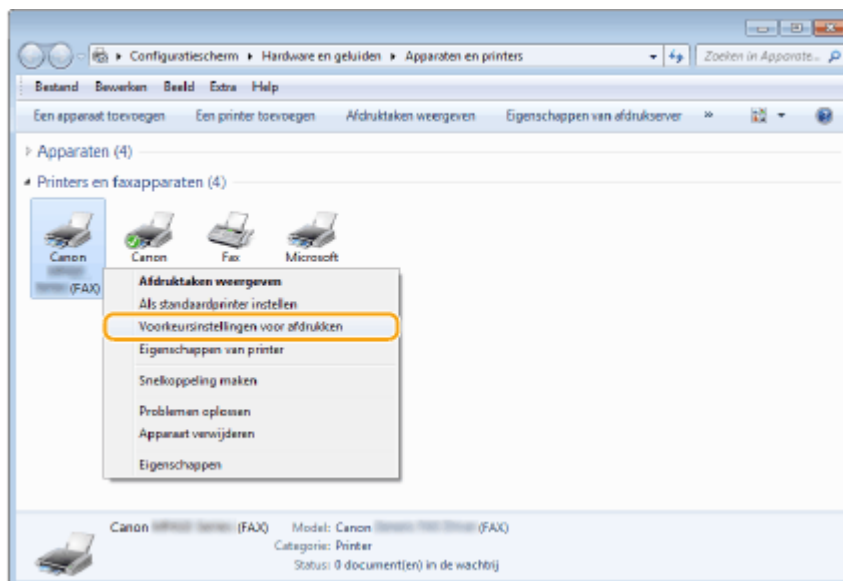 Configuratiescherm ▸ Hardware en geluiden ▸ Apparaten en printers
Zoeken in Apparate...
Bestand Bewerken Beeld Extra Help
Een apparaat toevoegen Een printer toevoegen Afdruktaken weergeven Eigenschappen van afdrukserver »
Apparaten (4)
Printers en faxapparaten (4)
Canon Canon Fax Microsoft
(FAX)
Afdruktaken weergeven
Als standaardprinter instellen
Voorkeursinstellingen voor afdrukken
Eigenschappen van printer
Snelkoppeling maken
Problemen oplossen
Apparaat verwijderen
Eigenschappen
Canon (FAX) Model: Canon (FAX)
Categorie: Printer
Status: 0 document(en) in de wachtrij